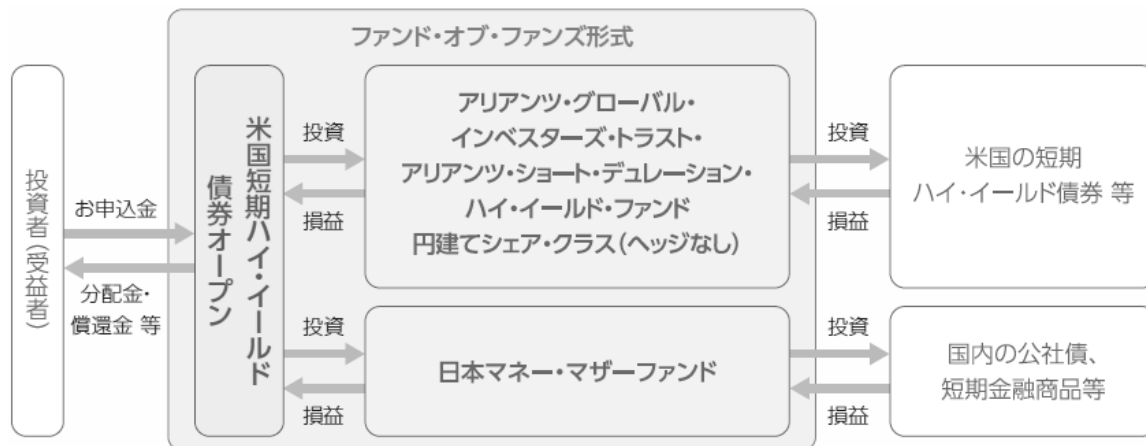 ファンド・オブ・ファンズ形式
投資者(受益者)
お申込金
分配金・
償還金 等
米国短期ハイ・イールド
債券オープン
投資
損益
アリアンツ・グローバル・
インベスターズ・トラスト・
アリアンツ・ショート・デュレーション・
ハイ・イールド・ファンド
円建てシェア・クラス(ヘッジなし)
投資
損益
米国の短期
ハイ・イールド債券 等
投資
損益
日本マネー・マザーファンド
投資
損益
国内の公社債、
短期金融商品等